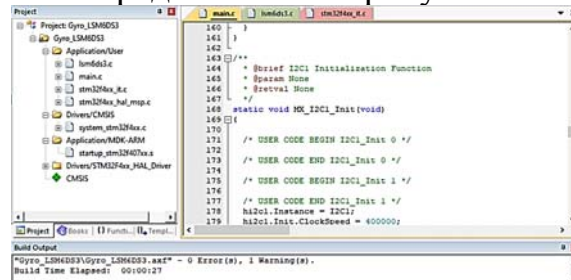 Project
Project: Gyro_LSM6DS3
Gyro_LSM6DS3
Application/User
lsm6ds3.c
main.c
stm32f4xx_it.c
stm32f4xx_hal_msp.c
Drivers/CMSIS
system_stm32f4xx.c
Application/MDK-ARM
startup_stm32f407xx.s
Drivers/STM32F4xx_HAL_Driver
CMSIS
Project Books {} Functi... Templ...
main.c lsm6ds3.c stm32f4xx_it.c
160 }
161 }
162
163 /**
164 * @brief I2C1 Initialization Function
165 * @param None
166 * @retval None
167 */
168 static void MX_I2C1_Init(void)
169 {
170
171 /* USER CODE BEGIN I2C1_Init 0 */
172
173 /* USER CODE END I2C1_Init 0 */
174
175 /* USER CODE BEGIN I2C1_Init 1 */
176
177 /* USER CODE END I2C1_Init 1 */
178 hi2c1.Instance = I2C1;
179 hi2c1.Init.ClockSpeed = 400000;
Build Output
"Gyro_LSM6DS3\Gyro_LSM6DS3.axf" - 0 Error(s), 1 Warning(s).
Build Time Elapsed: 00:00:27